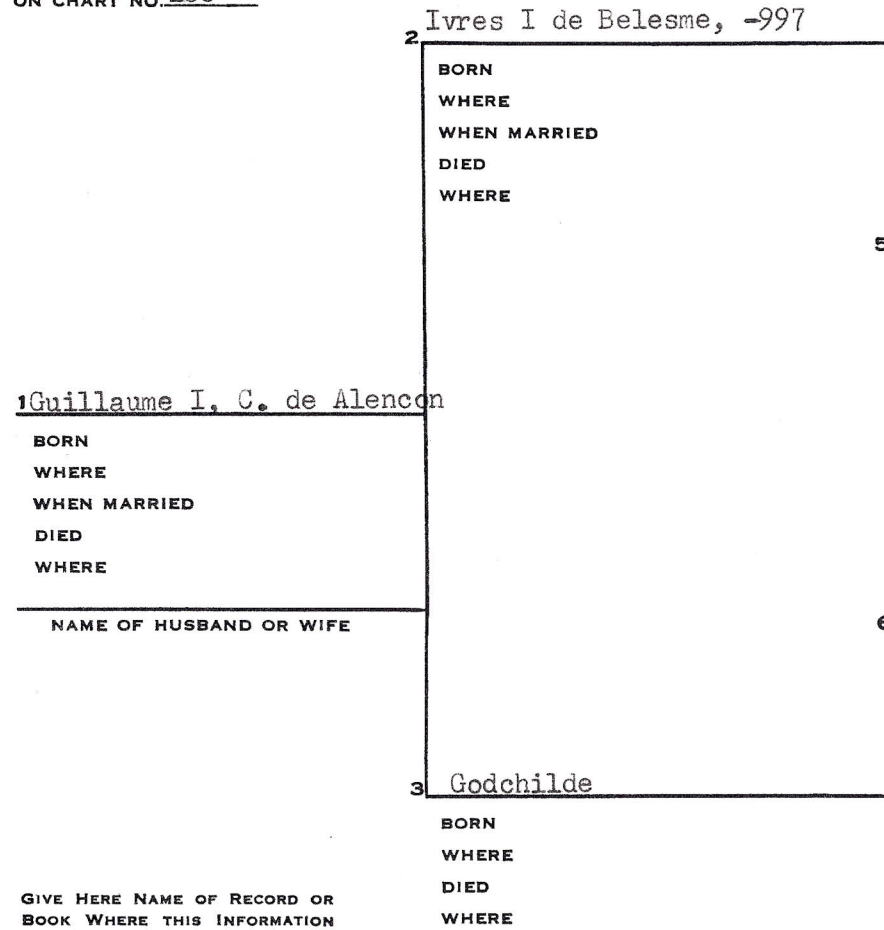 ON CHART NO.
Ivres I de Belesme, -997
2
BORN
WHERE
WHEN MARRIED
DIED
WHERE
5
1 Guillaume I, C. de Alencon
BORN
WHERE
WHEN MARRIED
DIED
WHERE
NAME OF HUSBAND OR WIFE
6
3 Godchilde
BORN
WHERE
DIED
WHERE
GIVE HERE NAME OF RECORD OR
BOOK WHERE THIS INFORMATION